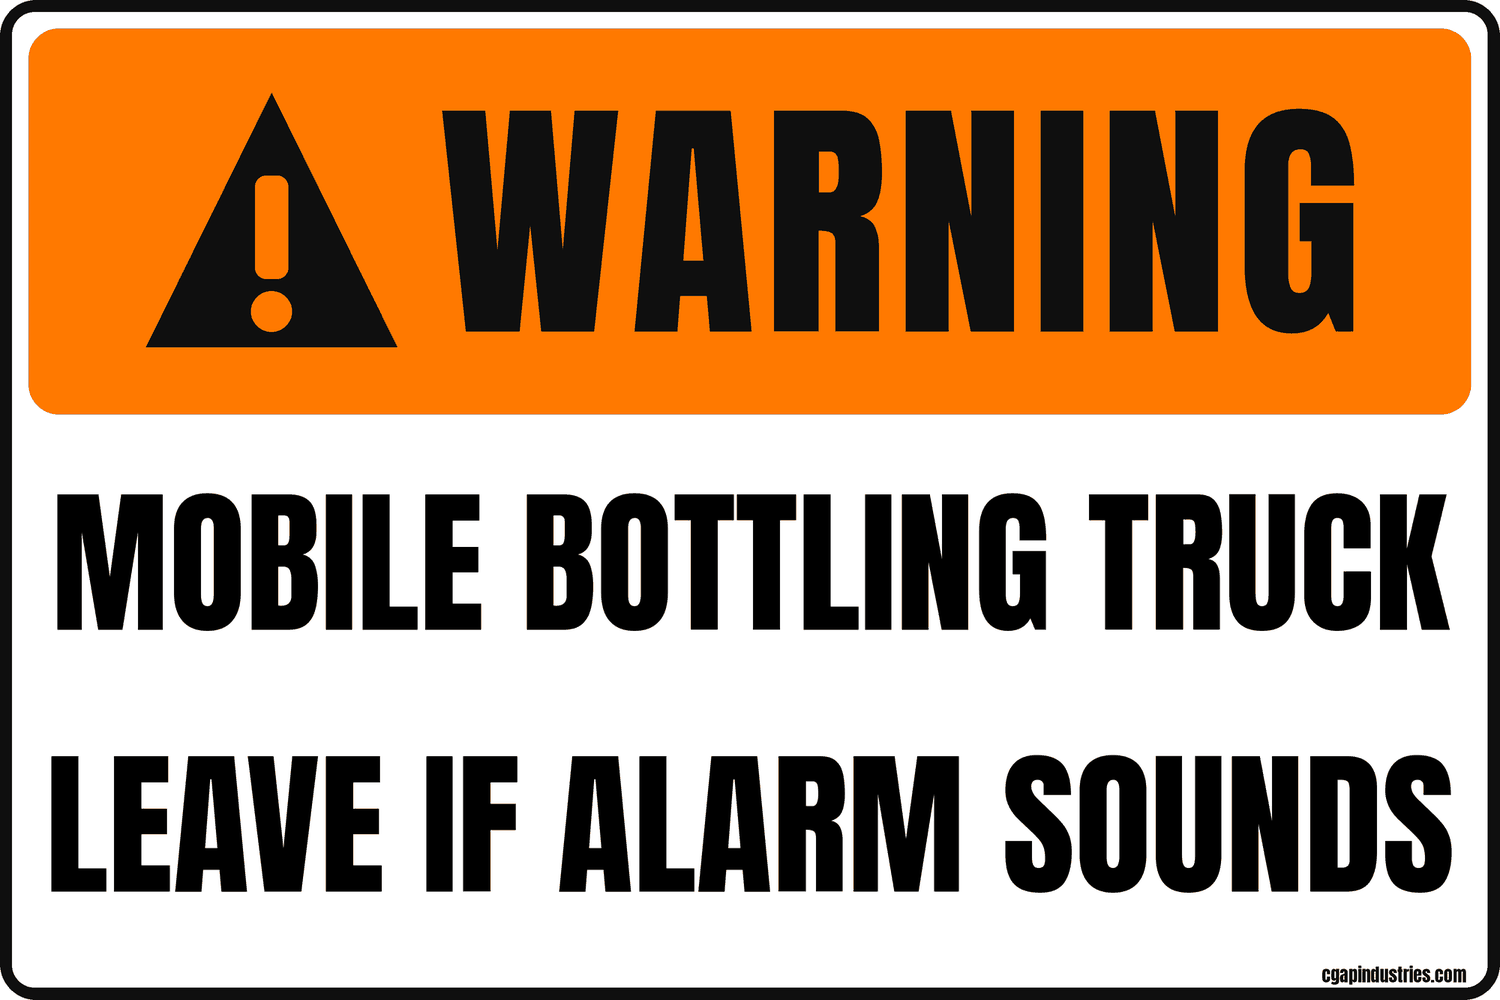 WARNING
MOBILE BOTTLING TRUCK
LEAVE IF ALARM SOUNDS
cgapindustries.com